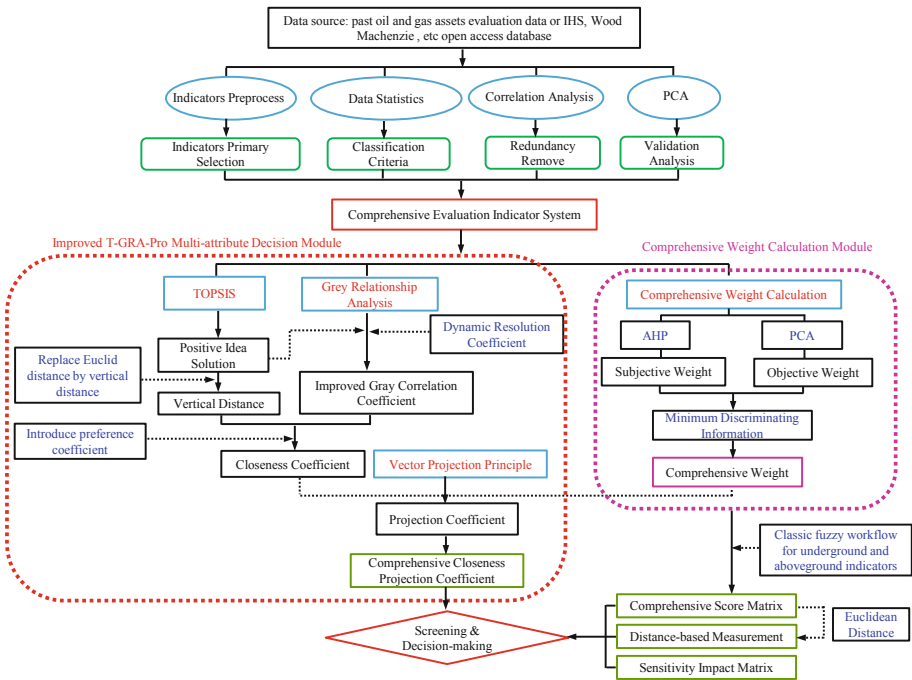 Data source: past oil and gas assets evaluation data or IHS, Wood
Machenzie , etc open access database
Indicators Preprocess
Data Statistics
Correlation Analysis
PCA
Indicators Primary
Selection
Classification
Criteria
Redundancy
Remove
Validation
Analysis
Comprehensive Evaluation Indicator System
Improved T-GRA-Pro Multi-attribute Decision Module
Comprehensive Weight Calculation Module
TOPSIS
Grey Relationship
Analysis
Comprehensive Weight Calculation
Dynamic Resolution
Coefficient
AHP
PCA
Positive Idea
Solution
Replace Euclid
distance by vertical
distance
Subjective Weight
Objective Weight
Improved Gray Correlation
Coefficient
Vertical Distance
Minimum Discriminating
Information
Introduce preference
coefficient
Closeness Coefficient
Vector Projection Principle
Comprehensive Weight
Projection Coefficient
Classic fuzzy workflow
for underground and
aboveground indicators
Comprehensive Closeness
Projection Coefficient
Comprehensive Score Matrix
Euclidean
Distance
Screening &
Decision-making
Distance-based Measurement
Sensitivity Impact Matrix